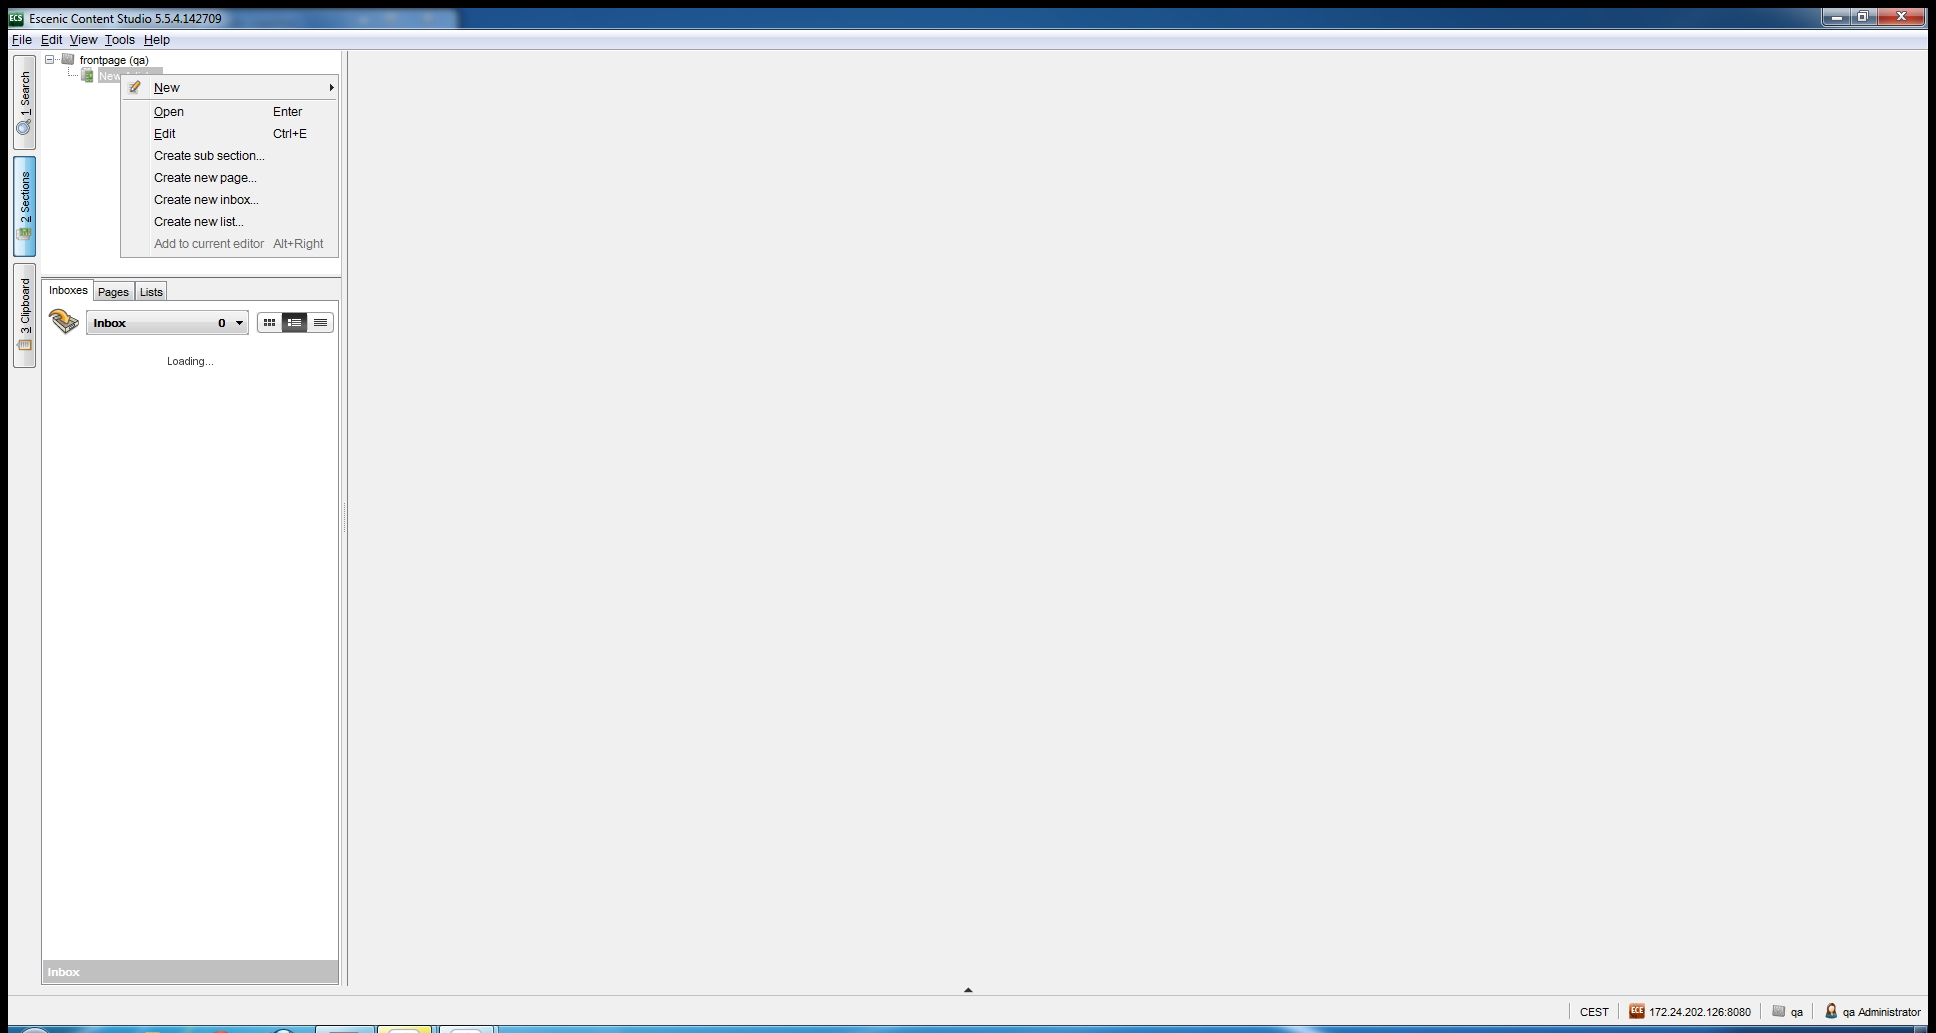 ECS Escenic Content Studio 5.5.4.142709
File Edit View Tools Help
1 Search
2 Sections
3 Clipboard
frontpage (qa)
New
New
Open Enter
Edit Ctrl+E
Create sub section...
Create new page...
Create new inbox...
Create new list...
Add to current editor Alt+Right
Inboxes Pages Lists
Inbox 0
Loading...
Inbox
CEST ECE 172.24.202.126:8080 qa qa Administrator